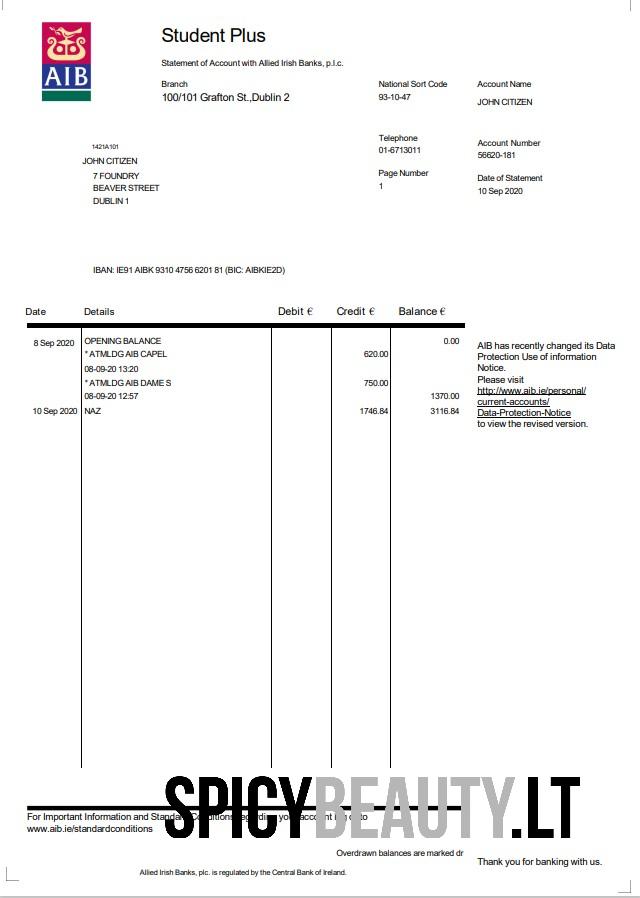 AIB
Student Plus
Statement of Account with Allied Irish Banks, p.l.c.
Branch
100/101 Grafton St.,Dublin 2
National Sort Code
93-10-47
Account Name
JOHN CITIZEN
Telephone
01-6713011
Account Number
56620-181
Page Number
1
Date of Statement
10 Sep 2020
1421A101
JOHN CITIZEN
7 FOUNDRY
BEAVER STREET
DUBLIN 1
IBAN: IE91 AIBK 9310 4756 6201 81 (BIC: AIBKIE2D)
Date Details Debit € Credit € Balance €
8 Sep 2020 OPENING BALANCE 0.00
* ATMLDG AIB CAPEL 620.00
08-09-20 13:20
* ATMLDG AIB DAME S 750.00
08-09-20 12:57 1370.00
10 Sep 2020 NAZ 1746.84 3116.84
AIB has recently changed its Data
Protection Use of information
Notice.
Please visit
http://www.aib.ie/personal/
current-accounts/
Data-Protection-Notice
to view the revised version.
SPICYBEAUTY.LT
For Important Information and Conditions account to
www.aib.ie/standardconditions
Overdrawn balances are marked dr
Thank you for banking with us.
Allied Irish Banks, plc. is regulated by the Central Bank of Ireland.